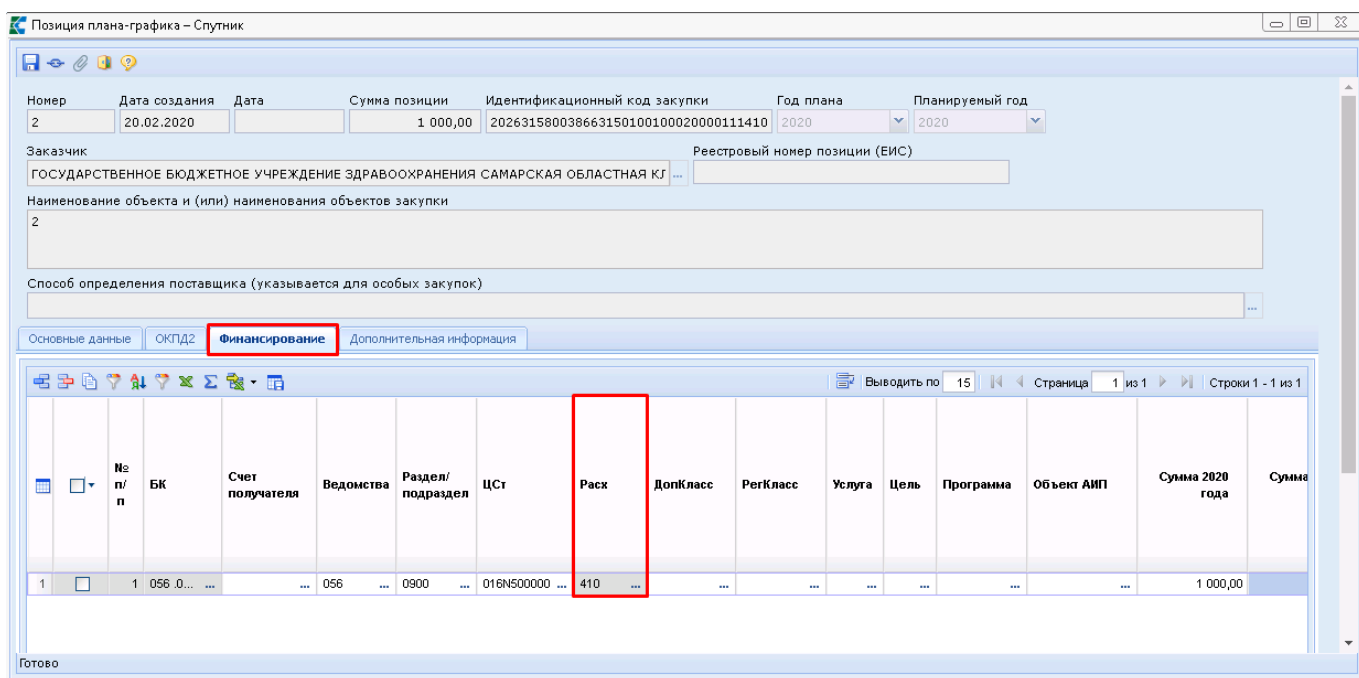 Позиция плана-графика – Спутник
Номер Дата создания Дата Сумма позиции Идентификационный код закупки Год плана Планируемый год
2 20.02.2020 1 000,00 202631580038663150100100020000111410 2020 2020
Заказчик Реестровый номер позиции (ЕИС)
ГОСУДАРСТВЕННОЕ БЮДЖЕТНОЕ УЧРЕЖДЕНИЕ ЗДРАВООХРАНЕНИЯ САМАРСКАЯ ОБЛАСТНАЯ КЛ ...
Наименование объекта и (или) наименования объектов закупки
2
Способ определения поставщика (указывается для особых закупок)
...
Основные данные ОКПД2 Финансирование Дополнительная информация
Выводить по 15 Страница 1 из 1 Строки 1 - 1 из 1
№ п/п БК Счет получателя Ведомства Раздел/подраздел ЦСт Расх ДопКласс РегКласс Услуга Цель Программа Объект АИП Сумма 2020 года Сумма
1 1 056 .0... ... ... 056 ... 0900 ... 016N500000 ... 410 ... ... ... ... ... ... ... 1 000,00
Готово